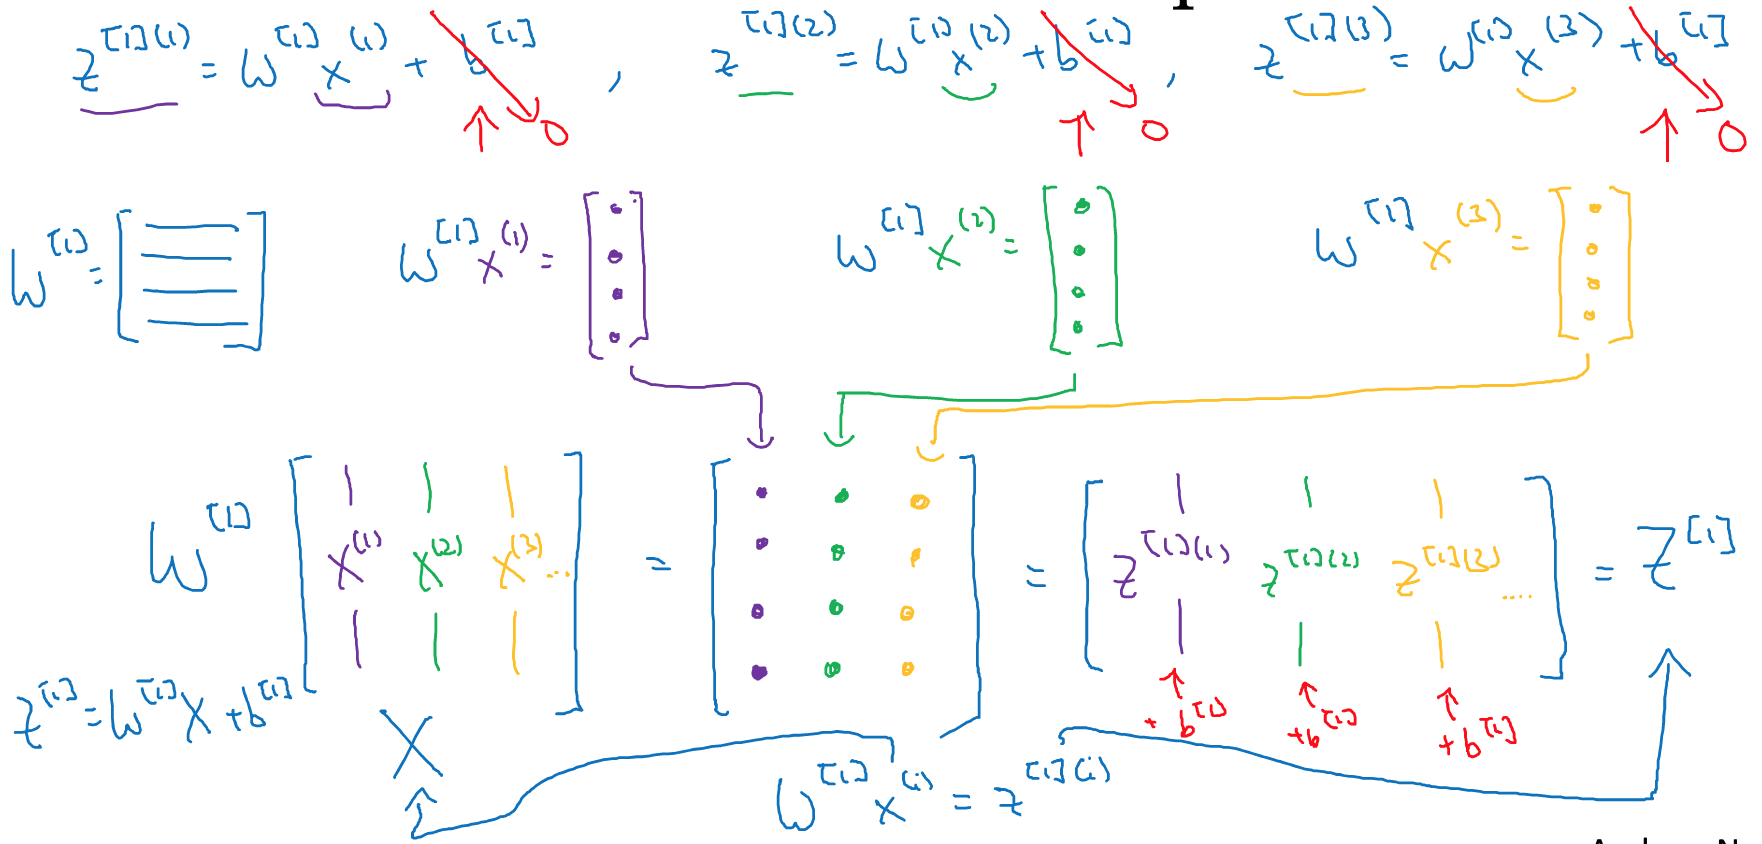 z^{[1](1)} = W^{[1]} x^{(1)} + b^{[1]} , z^{[1](2)} = W^{[1]} x^{(2)} + b^{[1]} , z^{[1](3)} = W^{[1]} x^{(3)} + b^{[1]}
0 0 0
W^{[1]} = [ ] W^{[1]} x^{(1)} = [ ] W^{[1]} x^{(2)} = [ ] W^{[1]} x^{(3)} = [ ]
W^{[1]} [ x^{(1)} x^{(2)} x^{(3)} ... ] = [ ] = [ z^{[1](1)} z^{[1](2)} z^{[1](3)} .... ] = Z^{[1]}
+ b^{[1]} + b^{[1]} + b^{[1]}
z^{[1]} = W^{[1]} X + b^{[1]}
X
W^{[1]} x^{(i)} = z^{[1](i)}